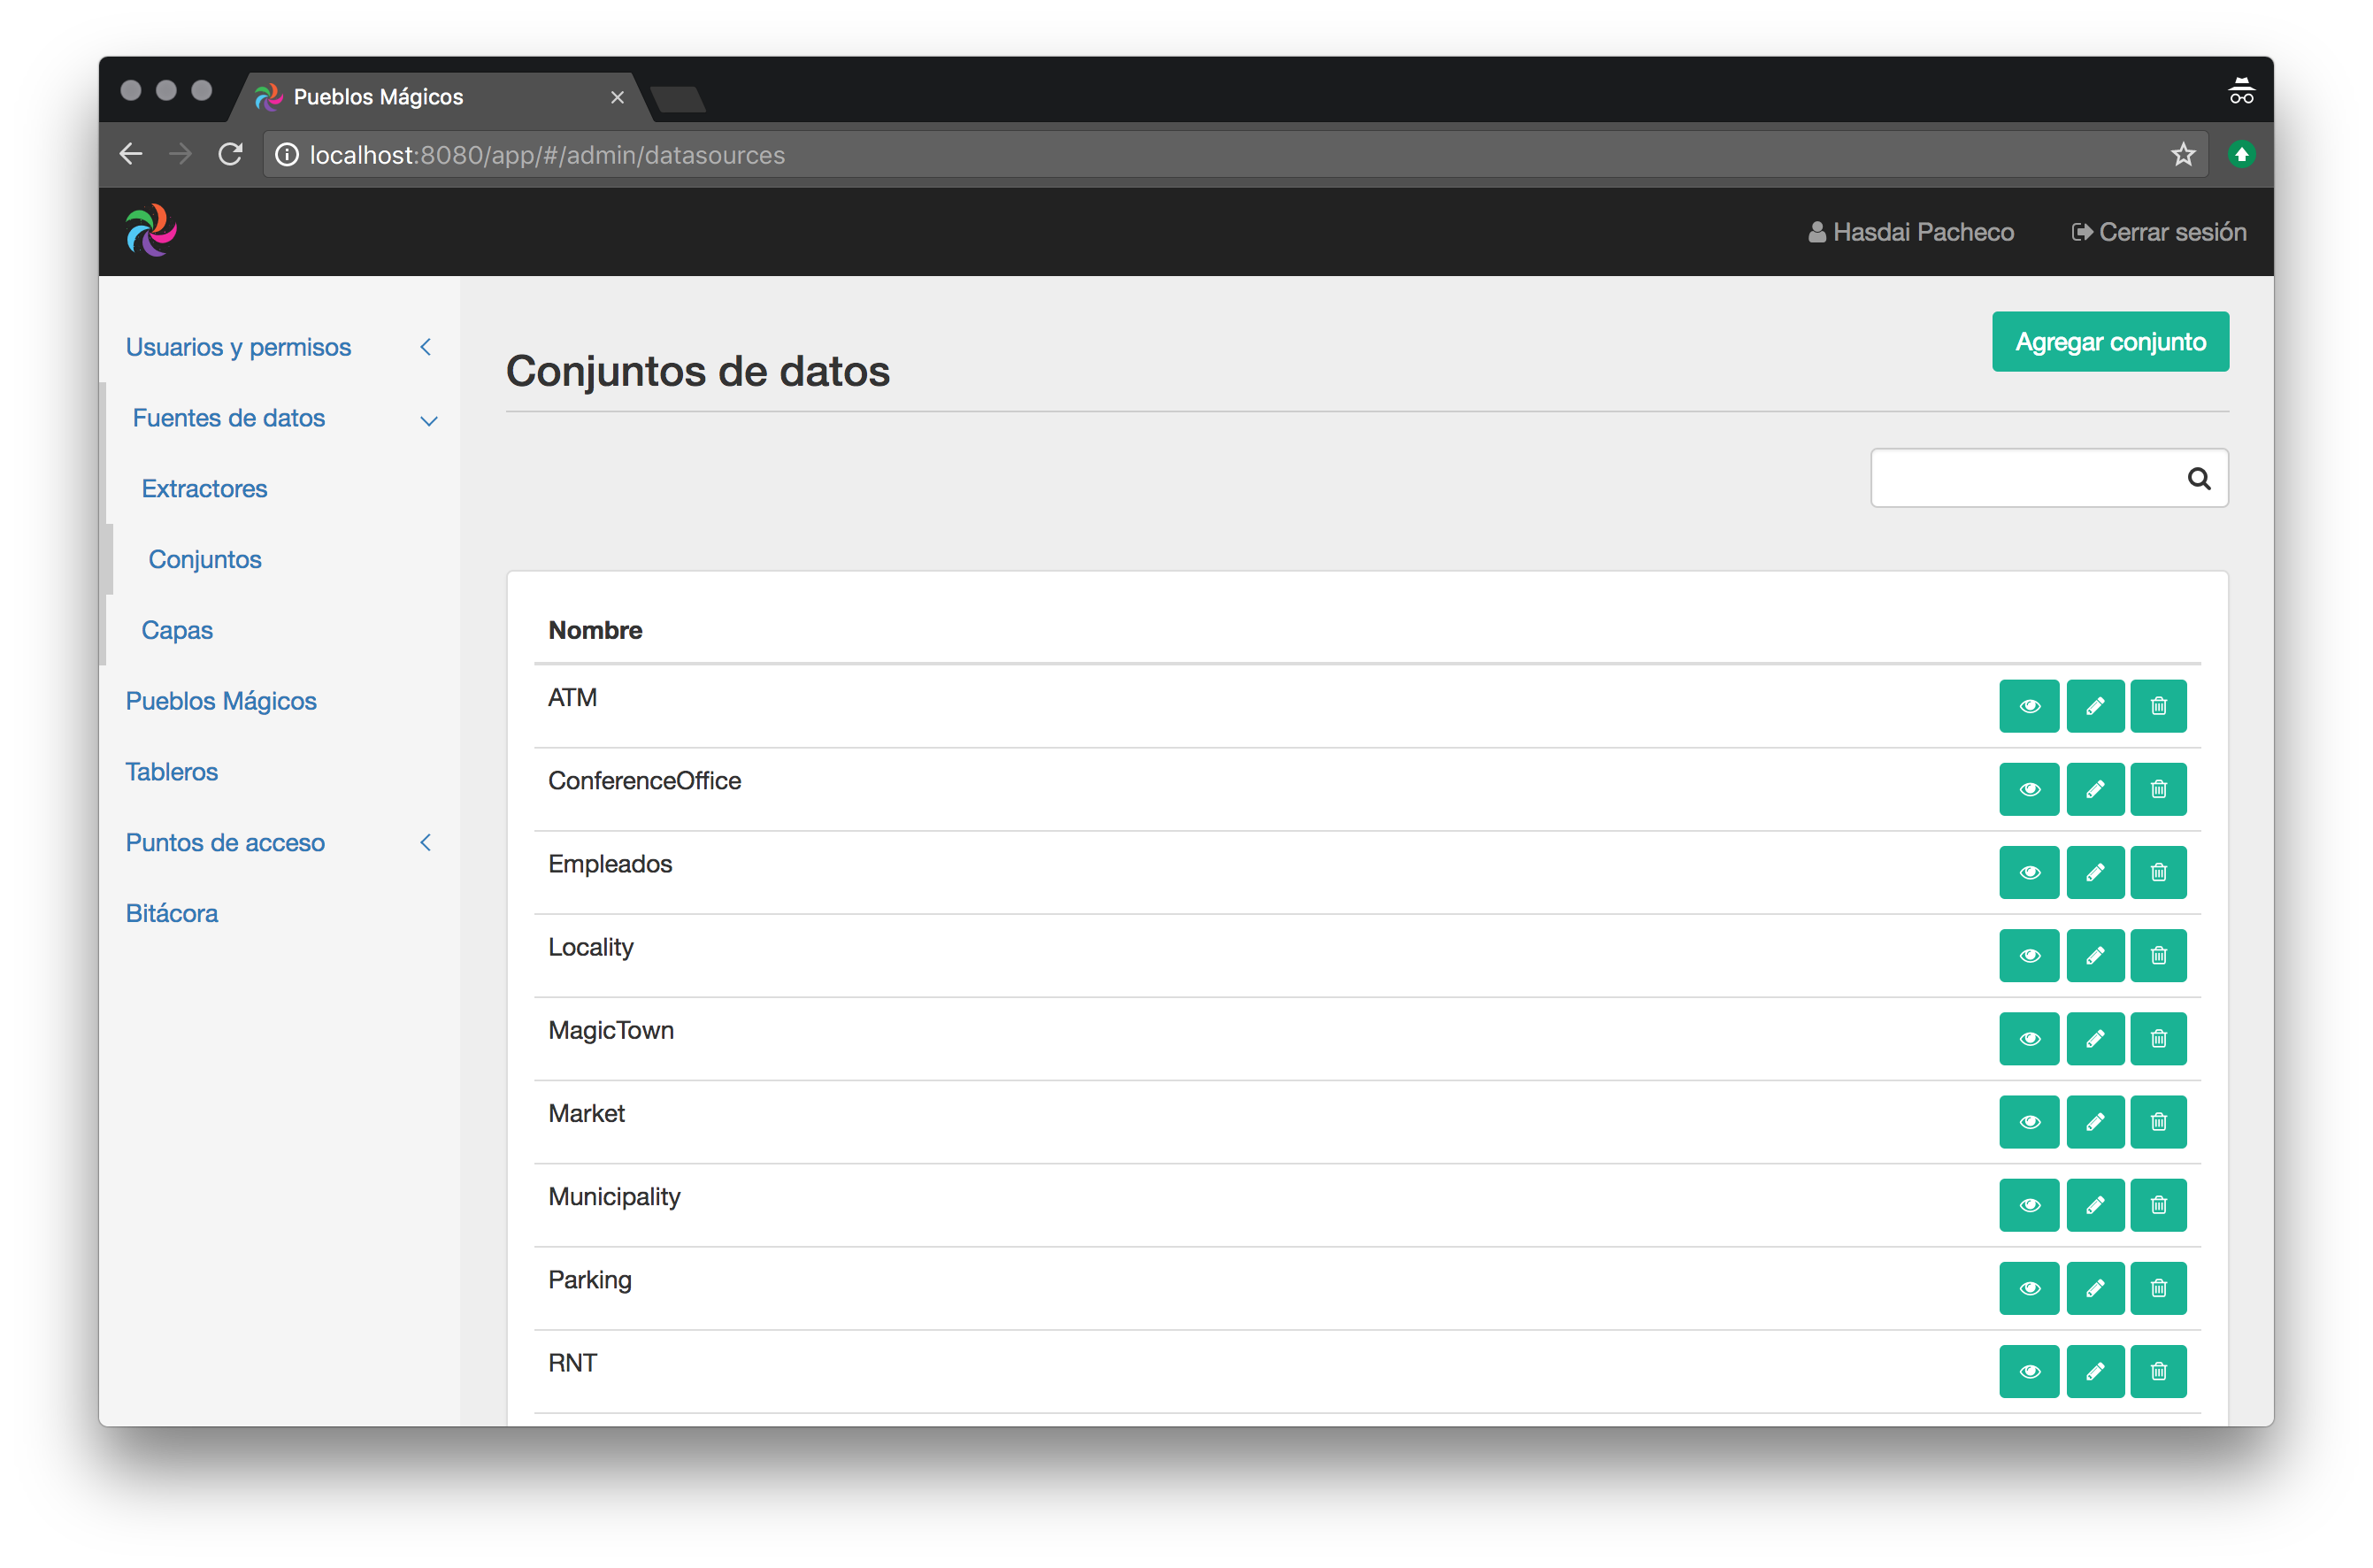 Pueblos Mágicos
localhost:8080/app/#/admin/datasources
Hasdai Pacheco
Cerrar sesión
Usuarios y permisos
Fuentes de datos
Extractores
Conjuntos
Capas
Pueblos Mágicos
Tableros
Puntos de acceso
Bitácora
Conjuntos de datos
Agregar conjunto
Nombre
ATM
ConferenceOffice
Empleados
Locality
MagicTown
Market
Municipality
Parking
RNT